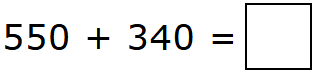 550 + 340 =